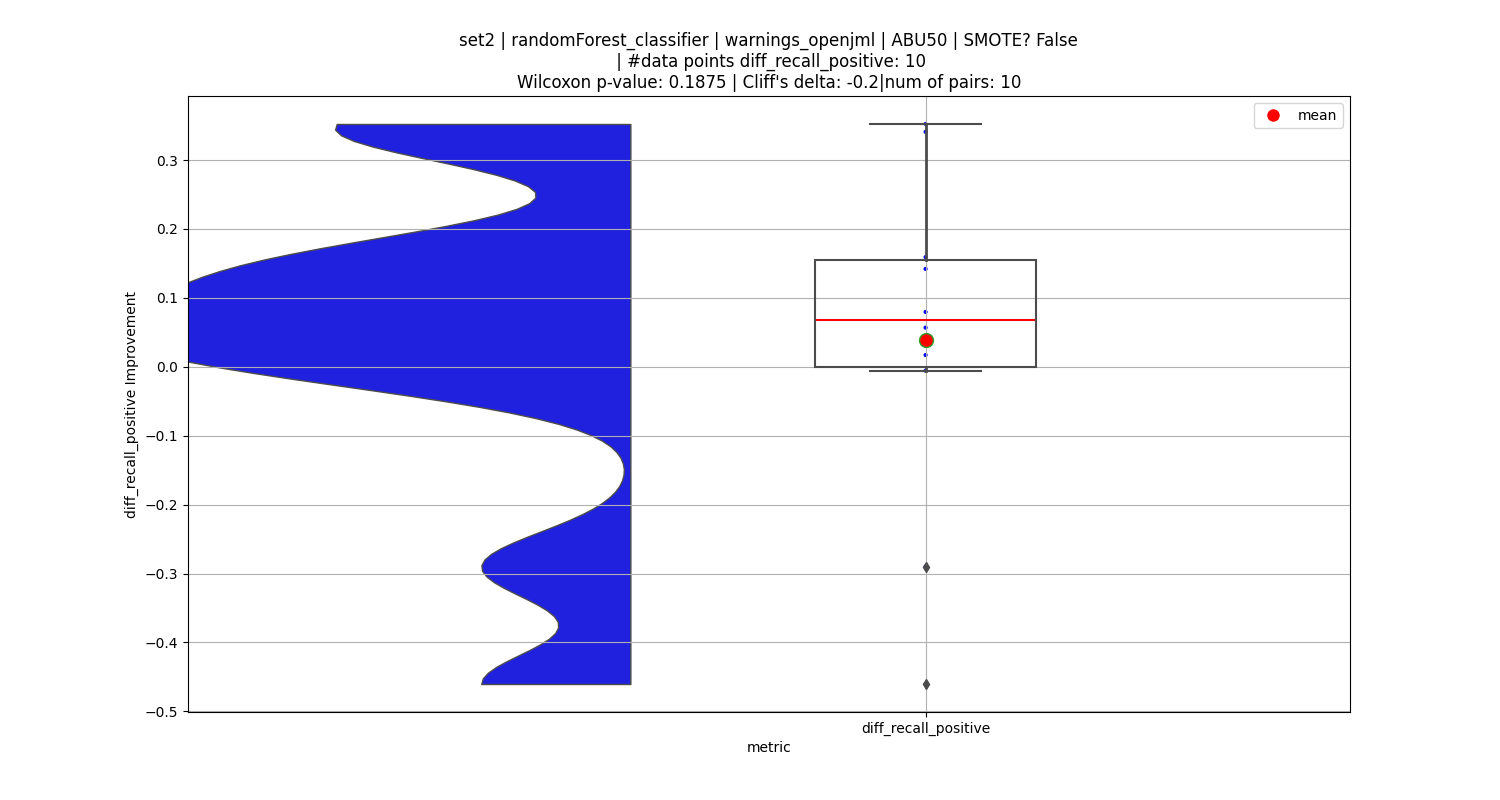 set2 | randomForest_classifier | warnings_openjml | ABU50 | SMOTE? False
| #data points diff_recall_positive: 10
Wilcoxon p-value: 0.1875 | Cliff's delta: -0.2|num of pairs: 10
mean
0.3
0.2
0.1
0.0
−0.1
−0.2
−0.3
−0.4
−0.5
diff_recall_positive Improvement
diff_recall_positive
metric